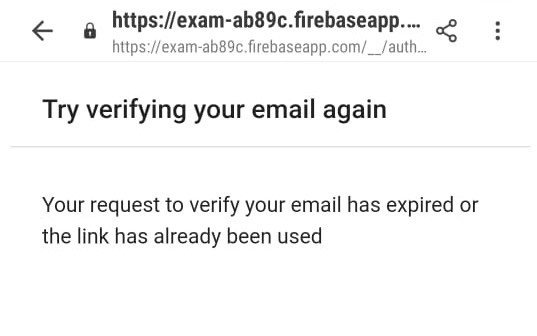 https://exam-ab89c.firebaseapp....
https://exam-ab89c.firebaseapp.com/__/auth...
Try verifying your email again
Your request to verify your email has expired or
the link has already been used